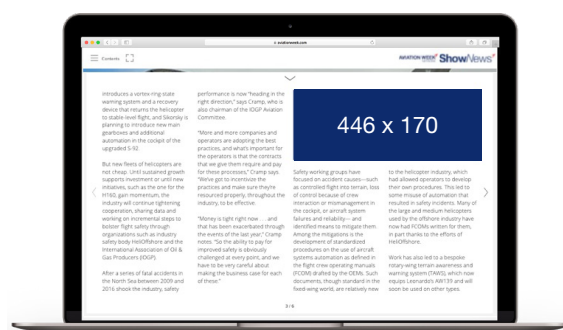 aviationweek.com
Contents
AVIATION WEEK
ShowNews
introduces a vortex-ring-state
warning system and a recovery
device that returns the helicopter
to stable-level flight, and Sikorsky is
planning to introduce new main
gearboxes and additional
automation in the cockpit of the
upgraded S-92.
But new fleets of helicopters are
not cheap. Until sustained growth
supports investment or until new
initiatives, such as the one for the
H160, gain momentum, the
industry will continue tightening
cooperation, sharing data and
working on incremental steps to
bolster flight safety through
organizations such as industry
safety body HeliOffshore and the
International Association of Oil &
Gas Producers (IOGP).
After a series of fatal accidents in
the North Sea between 2009 and
2016 shook the industry, safety
performance is now "heading in the
right direction," says Cramp, who is
also chairman of the IOGP Aviation
Committee.
"More and more companies and
operators are adopting the best
practices, and what's important for
the operators is that the contracts
that we give them require and pay
for these processes," Cramp says.
"We've got to incentivize the
practices and make sure they're
resourced properly, throughout the
industry, to be effective.
"Money is tight right now . . . and
that has been exacerbated through
the events of the last year," Cramp
notes. "So the ability to pay for
improved safety is obviously
challenged at every point, and we
have to be very careful about
making the business case for each
of these."
446 x 170
Safety working groups have
focused on accident causes—such
as controlled flight into terrain, loss
of control because of crew
interaction or mismanagement in
the cockpit, or aircraft system
failures and reliability— and
identified means to mitigate them.
Among the mitigations is the
development of standardized
procedures on the use of aircraft
systems automation as defined in
the flight crew operating manuals
(FCOM) drafted by the OEMs. Such
documents, though standard in the
fixed-wing world, are relatively new
to the helicopter industry, which
had allowed operators to develop
their own procedures. This led to
some misuse of automation that
resulted in safety incidents. Many of
the large and medium helicopters
used by the offshore industry have
now had FCOMs written for them,
in part thanks to the efforts of
HeliOffshore.
Work has also led to a bespoke
rotary-wing terrain awareness and
warning system (TAWS), which now
equips Leonardo's AW139 and will
soon be used on other types.
3 / 6